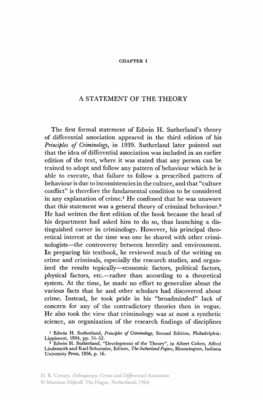 CHAPTER I
A STATEMENT OF THE THEORY
The first formal statement of Edwin H. Sutherland's theory
of differential association appeared in the third edition of his
Principles of Criminology, in 1939. Sutherland later pointed out
that the idea of differential association was included in an earlier
edition of the text, where it was stated that any person can be
trained to adopt and follow any pattern of behaviour which he is
able to execute, that failure to follow a prescribed pattern of
behaviour is due to inconsistencies in the culture, and that "culture
conflict" is therefore the fundamental condition to be considered
in any explanation of crime.¹ He confessed that he was unaware
that this statement was a general theory of criminal behaviour.²
He had written the first edition of the book because the head of
his department had asked him to do so, thus launching a dis-
tinguished career in criminology. However, his principal theo-
retical interest at the time was one he shared with other crimi-
nologists—the controversy between heredity and environment.
In preparing his textbook, he reviewed much of the writing on
crime and criminals, especially the research studies, and organ-
ized the results topically—economic factors, political factors,
physical factors, etc.—rather than according to a theoretical
system. At the time, he made no effort to generalize about the
various facts that he and other scholars had discovered about
crime. Instead, he took pride in his "broadminded" lack of
concern for any of the contradictory theories then in vogue.
He also took the view that criminology was at most a synthetic
science, an organization of the research findings of disciplines
¹ Edwin H. Sutherland, Principles of Criminology, Second Edition, Philadelphia:
Lippincott, 1934, pp. 51-52.
² Edwin H. Sutherland, "Development of the Theory", in Albert Cohen, Alfred
Lindesmith and Karl Schuessler, Editors, The Sutherland Papers, Bloomington, Indiana
University Press, 1956, p. 16.
D. R. Cressey, Delinquency, Crime and Differential Association
© Martinus Nijhoff, The Hague, Netherlands 1964